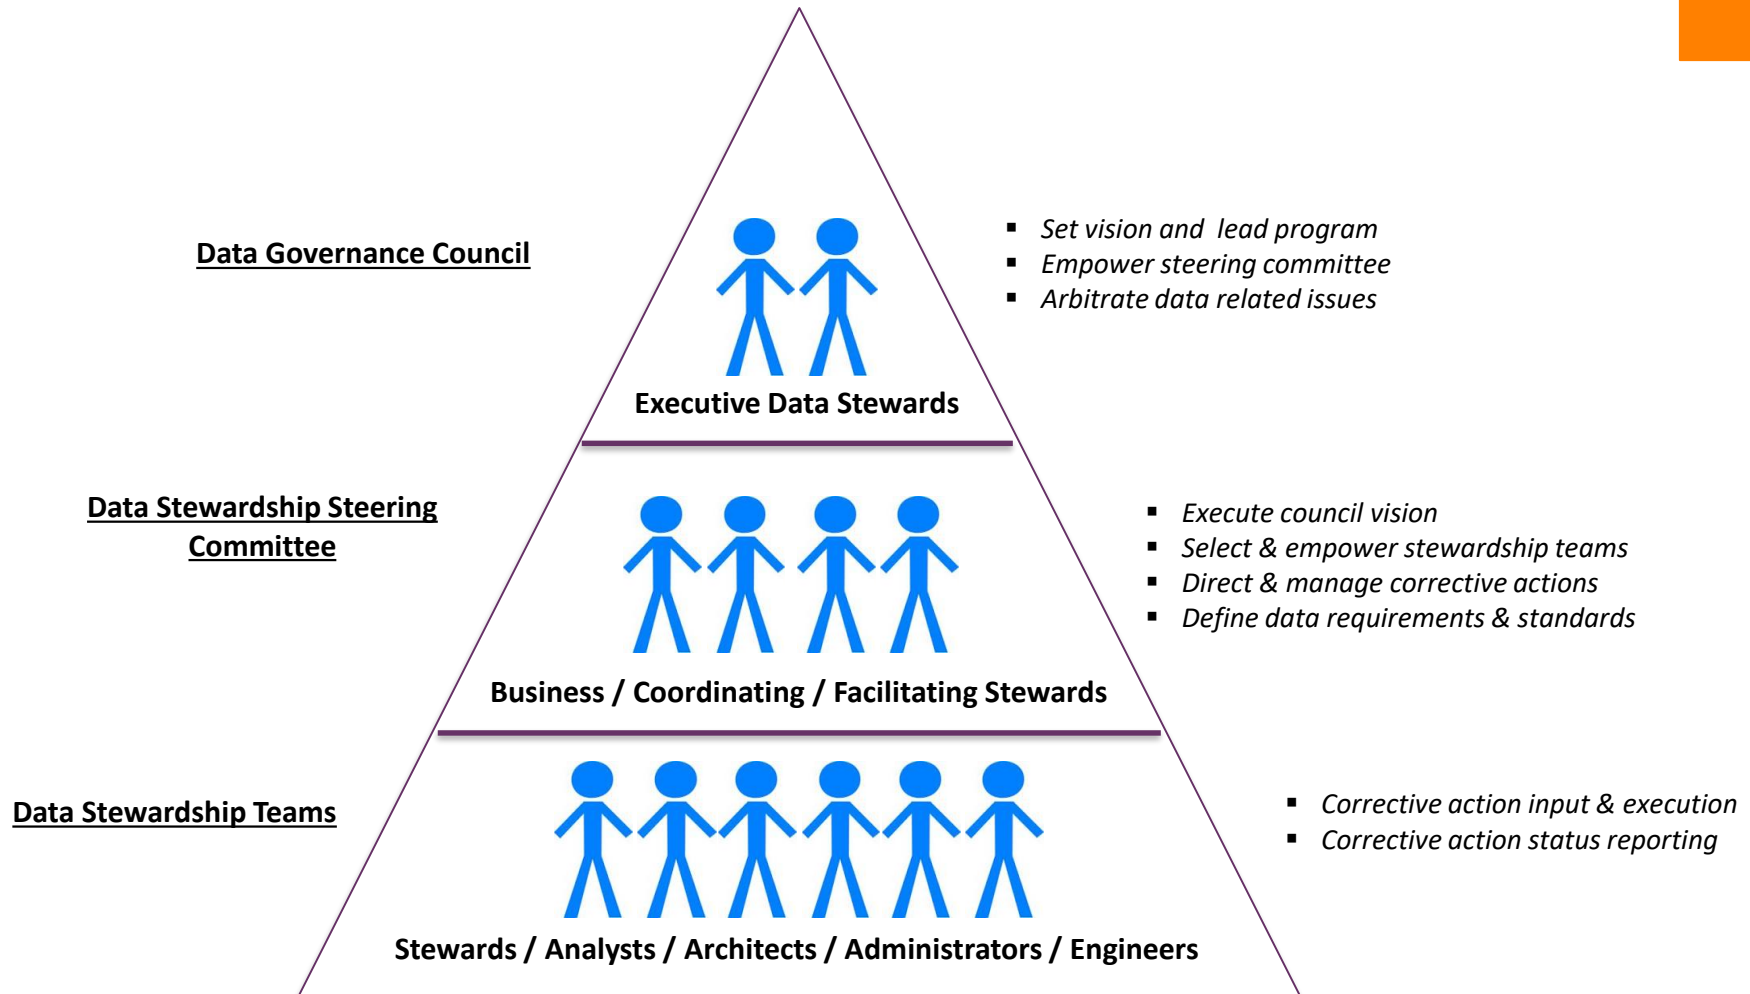 Data Governance Council
▪ Set vision and lead program
▪ Empower steering committee
▪ Arbitrate data related issues
Executive Data Stewards
Data Stewardship Steering
Committee
▪ Execute council vision
▪ Select & empower stewardship teams
▪ Direct & manage corrective actions
▪ Define data requirements & standards
Business / Coordinating / Facilitating Stewards
Data Stewardship Teams
▪ Corrective action input & execution
▪ Corrective action status reporting
Stewards / Analysts / Architects / Administrators / Engineers